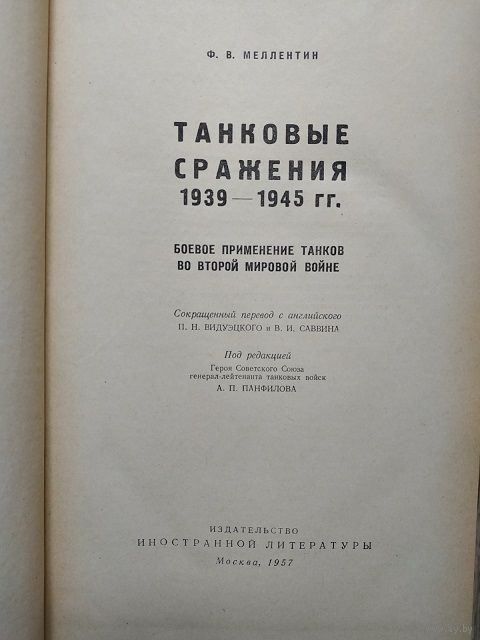 Ф. В. МЕЛЛЕНТИН
ТАНКОВЫЕ
СРАЖЕНИЯ
1939—1945 гг.
БОЕВОЕ ПРИМЕНЕНИЕ ТАНКОВ
ВО ВТОРОЙ МИРОВОЙ ВОЙНЕ
Сокращенный перевод с английского
П. Н. ВИДУЭЦКОГО и В. И. САВВИНА
Под редакцией
Героя Советского Союза
генерал-лейтенанта танковых войск
А. П. ПАНФИЛОВА
ИЗДАТЕЛЬСТВО
ИНОСТРАННОЙ ЛИТЕРАТУРЫ
Москва, 1957